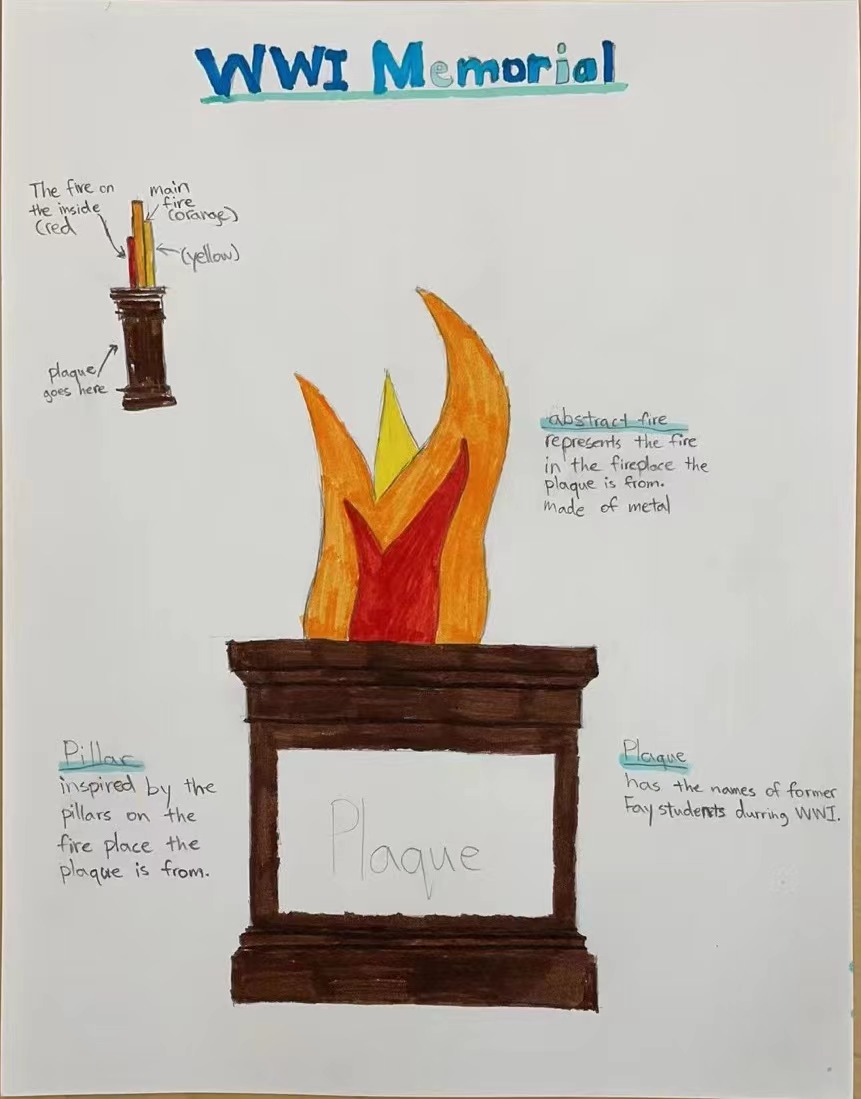 WWI Memorial
The fire on
the inside
(red
main
fire
(orange)
(yellow)
plaque
goes here
abstract fire
represents the fire
in the fireplace the
plaque is from.
made of metal
Pillar
inspired by the
pillars on the
fire place the
plaque is from.
Plaque
has the names of former
Fay students durring WWI.
Plaque